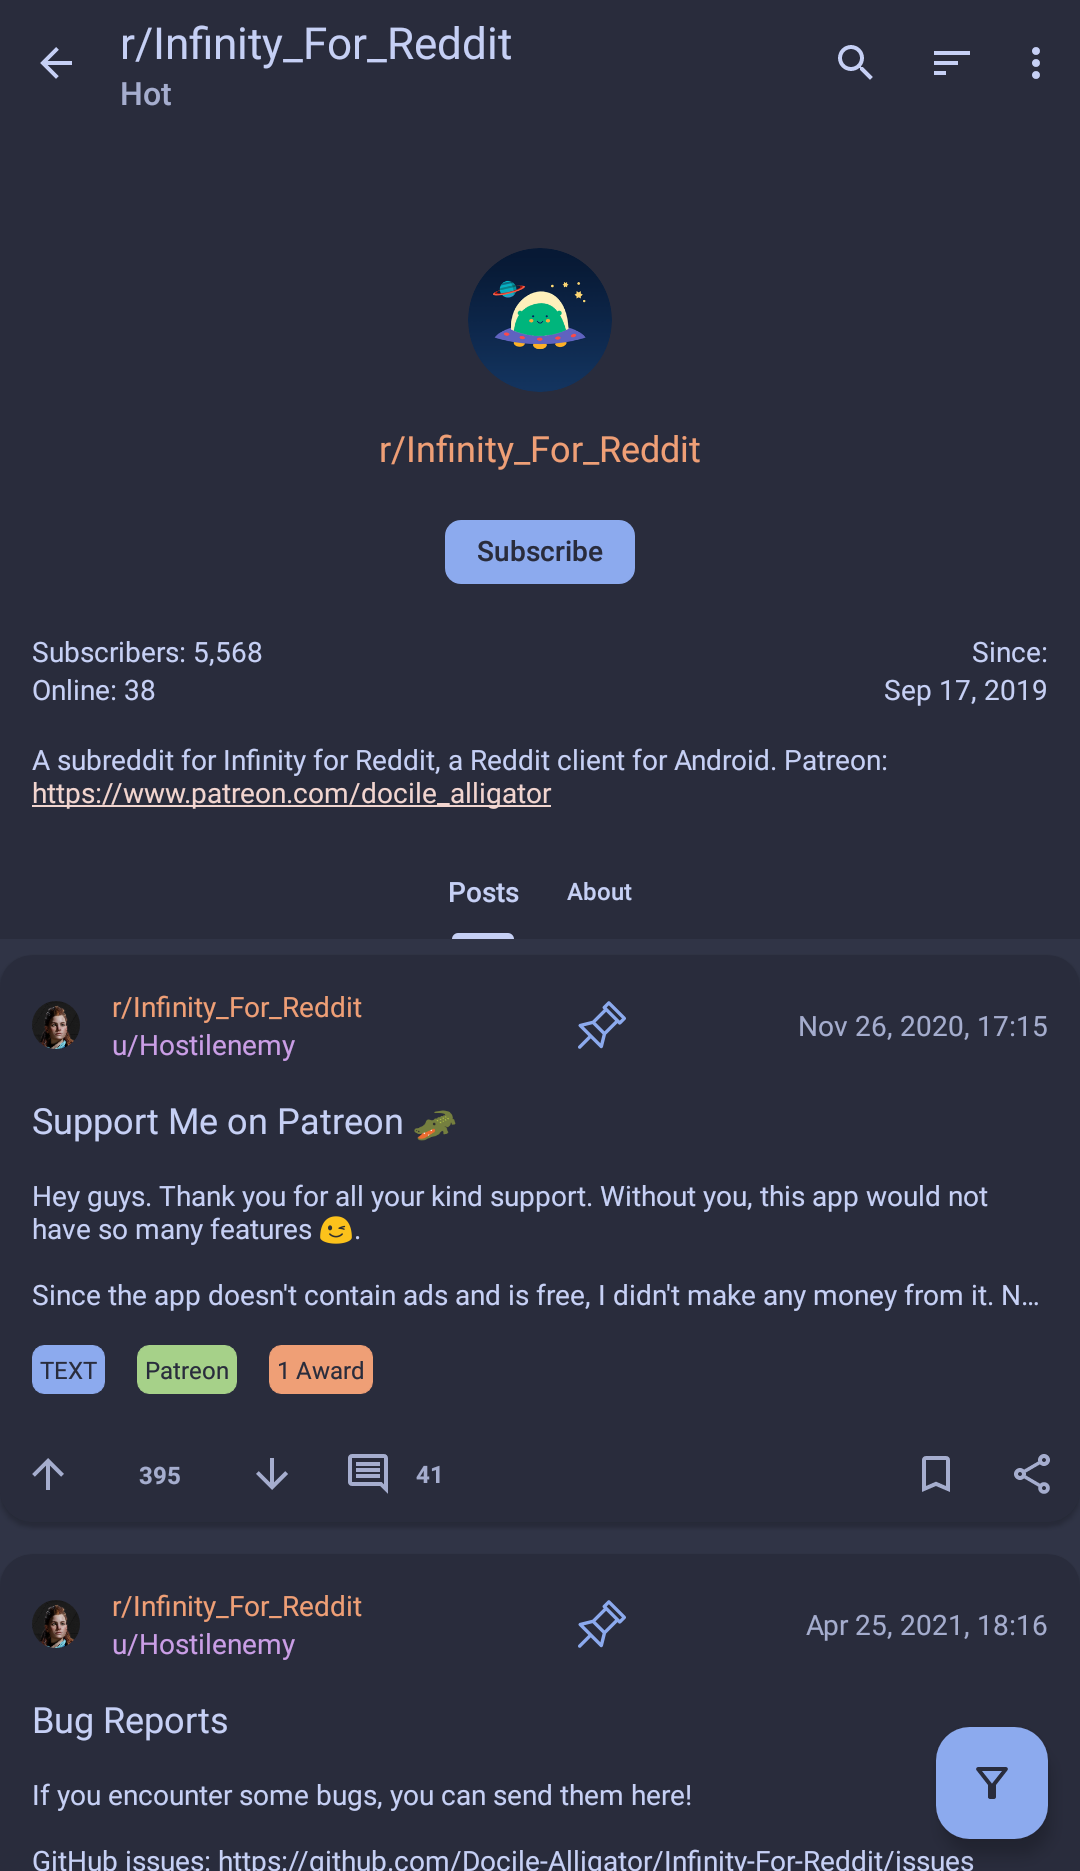 r/Infinity_For_Reddit
Hot
r/Infinity_For_Reddit
Subscribe
Subscribers: 5,568
Since:
Online: 38
Sep 17, 2019
A subreddit for Infinity for Reddit, a Reddit client for Android. Patreon:
https://www.patreon.com/docile_alligator
Posts
About
r/Infinity_For_Reddit
u/Hostilenemy
Nov 26, 2020, 17:15
Support Me on Patreon 🐊
Hey guys. Thank you for all your kind support. Without you, this app would not
have so many features 😉.
Since the app doesn't contain ads and is free, I didn't make any money from it. N…
TEXT
Patreon
1 Award
395
41
r/Infinity_For_Reddit
u/Hostilenemy
Apr 25, 2021, 18:16
Bug Reports
If you encounter some bugs, you can send them here!
GitHub issues: https://github.com/Docile-Alligator/Infinity-For-Reddit/issues